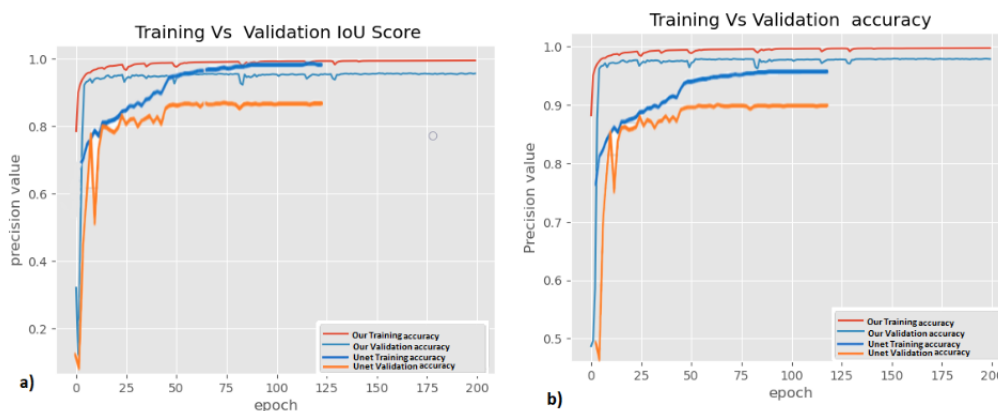 Training Vs Validation IoU Score
1.0
0.8
0.6
0.4
0.2
precision value
0 25 50 75 100 125 150 175 200
epoch
Our Training accuracy
Our Validation accuracy
Unet Training accuracy
Unet Validation accuracy
a)
Training Vs Validation accuracy
1.0
0.9
0.8
0.7
0.6
0.5
Precision value
0 25 50 75 100 125 150 175 200
epoch
Our Training accuracy
Our Validation accuracy
Unet Training accuracy
Unet Validation accuracy
b)